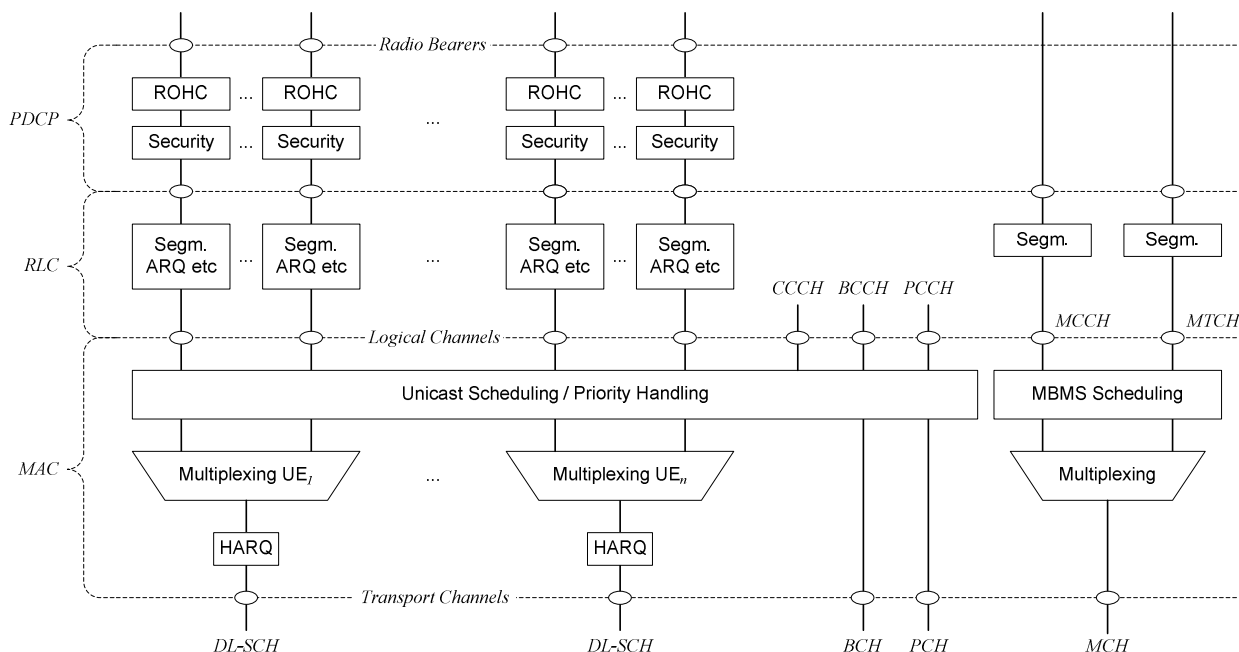 Radio Bearers
ROHC ... ROHC ROHC ... ROHC
PDCP
...
Security ... Security Security ... Security
Segm.
ARQ etc
...
Segm.
ARQ etc
...
Segm.
ARQ etc
...
Segm.
ARQ etc
Segm.
Segm.
RLC
CCCH BCCH PCCH
MCCH MTCH
Logical Channels
Unicast Scheduling / Priority Handling
MBMS Scheduling
MAC
Multiplexing UE1
...
Multiplexing UEn
Multiplexing
HARQ HARQ
Transport Channels
DL-SCH DL-SCH BCH PCH MCH